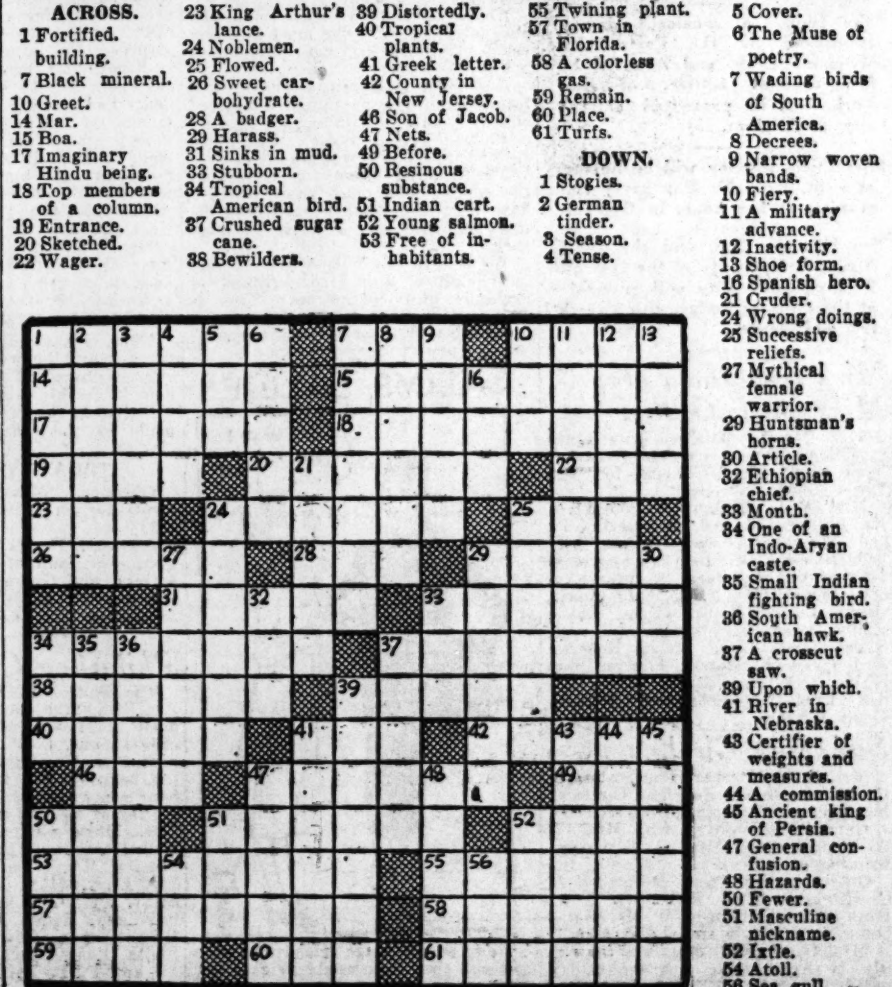 ACROSS.
1 Fortified.
building.
7 Black mineral.
10 Greet.
14 Mar.
15 Boa.
17 Imaginary
Hindu being.
18 Top members
of a column.
19 Entrance.
20 Sketched.
22 Wager.
23 King Arthur's
lance.
24 Noblemen.
25 Flowed.
26 Sweet car-
bohydrate.
28 A badger.
29 Harass.
31 Sinks in mud.
33 Stubborn.
34 Tropical
American bird.
37 Crushed sugar
cane.
38 Bewilders.
39 Distortedly.
40 Tropical
plants.
41 Greek letter.
42 County in
New Jersey.
46 Son of Jacob.
47 Nets.
49 Before.
50 Resinous
substance.
51 Indian cart.
52 Young salmon.
53 Free of in-
habitants.
55 Twining plant.
57 Town in
Florida.
58 A colorless
gas.
59 Remain.
60 Place.
61 Turfs.
DOWN.
1 Stogies.
2 German
tinder.
3 Season.
4 Tense.
5 Cover.
6 The Muse of
poetry.
7 Wading birds
of South
America.
8 Decrees.
9 Narrow woven
bands.
10 Fiery.
11 A military
advance.
12 Inactivity.
13 Shoe form.
16 Spanish hero.
21 Cruder.
24 Wrong doings.
25 Successive
reliefs.
27 Mythical
female
warrior.
29 Huntsman's
horns.
30 Article.
32 Ethiopian
chief.
33 Month.
34 One of an
Indo-Aryan
caste.
35 Small Indian
fighting bird.
36 South Amer-
ican hawk.
37 A crosscut
saw.
39 Upon which.
41 River in
Nebraska.
43 Certifier of
weights and
measures.
44 A commission.
45 Ancient king
of Persia.
47 General con-
fusion.
48 Hazards.
50 Fewer.
51 Masculine
nickname.
52 Ixtle.
54 Atoll.
56 Sea gull.
1 2 3 4 5 6 7 8 9 10 11 12 13
14 15 16
17 18
19 20 21 22
23 24 25
26 27 28 29 30
31 32 33
34 35 36 37
38 39
40 41 42 43 44 45
46 47 48 49
50 51 52
53 54 55 56
57 58
59 60 61